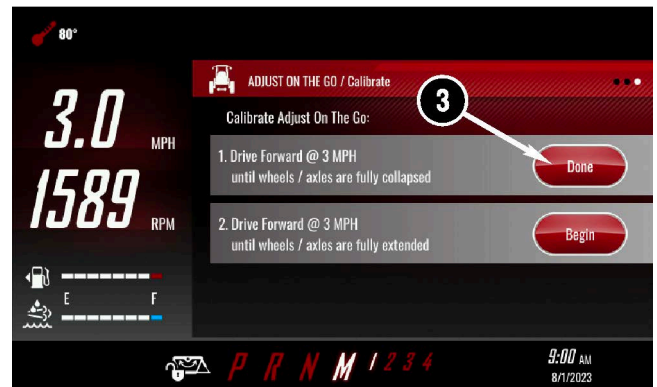 80°
ADJUST ON THE GO / Calibrate
3
3.0 MPH
1589 RPM
Calibrate Adjust On The Go:
1. Drive Forward @ 3 MPH
until wheels / axles are fully collapsed
Done
2. Drive Forward @ 3 MPH
until wheels / axles are fully extended
Begin
E F
P R N M 1 2 3 4
9:00 AM
8/1/2023